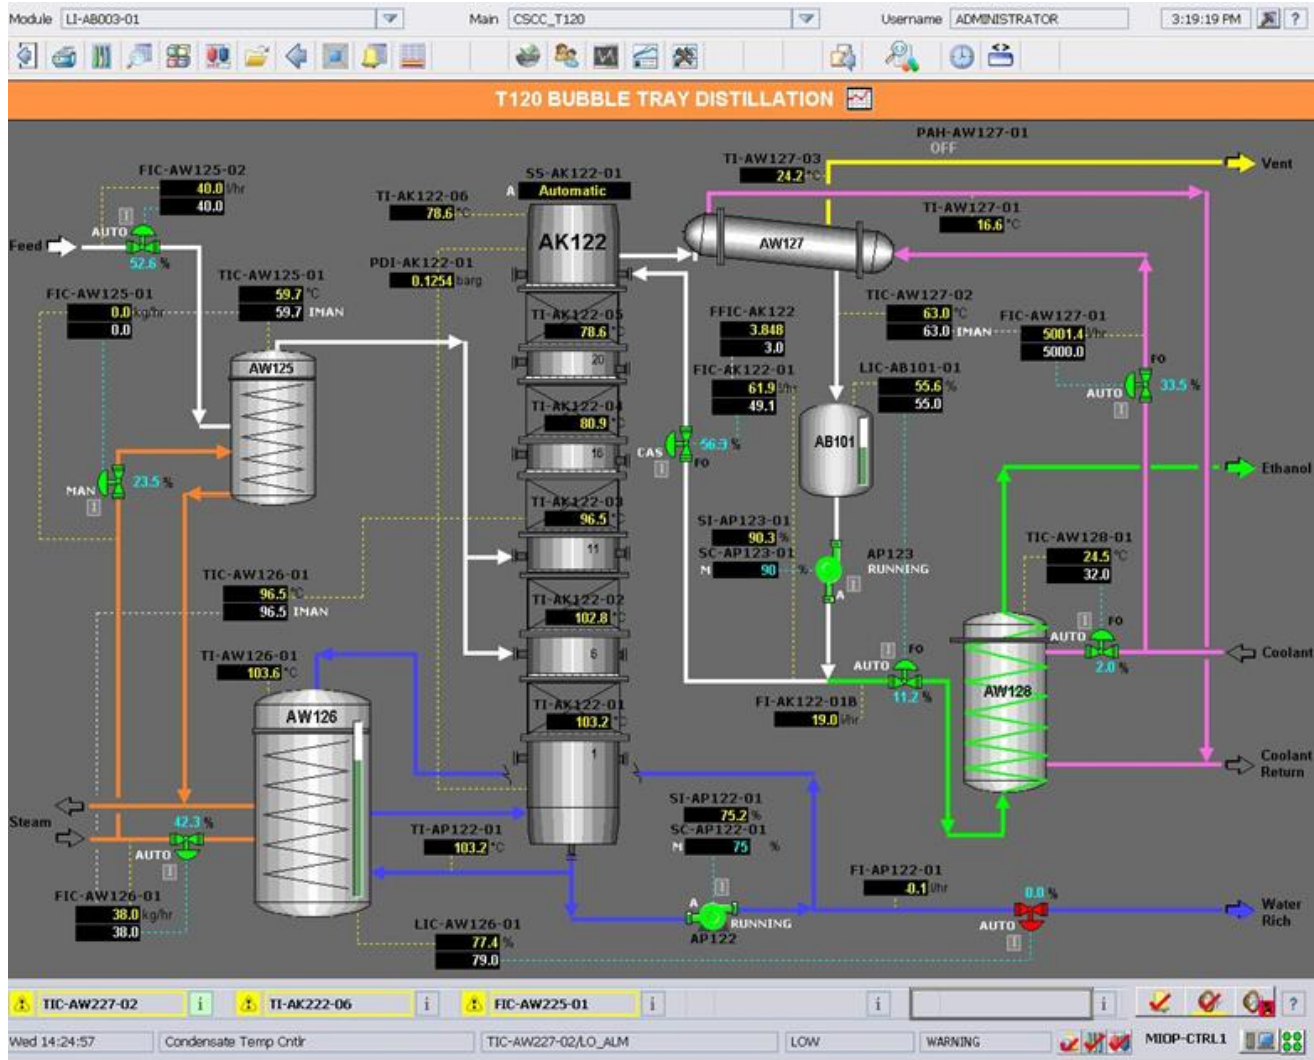 Module LI-AB003-01 Main CSCC_T120 Username ADMINISTRATOR 3:19:19 PM ?
T120 BUBBLE TRAY DISTILLATION
PAH-AW127-01
OFF
Vent
TI-AW127-03
24.2 °C
FIC-AW125-02
40.0 l/hr
40.0
AUTO
I
52.6 %
Feed
SS-AK122-01
A Automatic
TI-AK122-06
78.6 °C
AK122
AW127
TI-AW127-01
16.6 °C
PDI-AK122-01
0.1254 barg
TIC-AW125-01
59.7 °C
59.7 IMAN
FIC-AW125-01
0.0 kg/hr
0.0
AW125
TI-AK122-05
78.6 °C
20
FFIC-AK122
3.848
3.0
TIC-AW127-02
63.0 °C
63.0 IMAN
FIC-AW127-01
5001.4 l/hr
5000.0
FO
AUTO
I
33.5 %
FIC-AK122-01
61.9 l/hr
49.1
LIC-AB101-01
55.6 %
55.0
TI-AK122-04
80.9 °C
16
CAS
I
56.3 %
FO
AB101
Ethanol
MAN
I
23.5 %
TI-AK122-03
96.5 °C
11
SI-AP123-01
90.3 %
SC-AP123-01
M 90 %
AP123
RUNNING
I
A
TIC-AW128-01
24.5 °C
32.0
TIC-AW126-01
96.5 °C
96.5 IMAN
TI-AK122-02
102.8 °C
6
I
FO
AUTO
2.0 %
Coolant
TI-AW126-01
103.6 °C
AW126
I
FO
AUTO
11.2 %
AW128
TI-AK122-01
103.2 °C
1
FI-AK122-01B
19.0 l/hr
Coolant
Return
Steam
42.3 %
AUTO
I
TI-AP122-01
103.2 °C
SI-AP122-01
75.2 %
SC-AP122-01
M 75 %
FIC-AW126-01
38.0 kg/hr
38.0
I
A
RUNNING
AP122
FI-AP122-01
-0.1 l/hr
0.0 %
AUTO
I
Water
Rich
LIC-AW126-01
77.4 %
79.0
TIC-AW227-02 i TI-AK222-06 i FIC-AW225-01 i i i ?
Wed 14:24:57 Condensate Temp Cntlr TIC-AW227-02/LO_ALM LOW WARNING MIOP-CTRL1